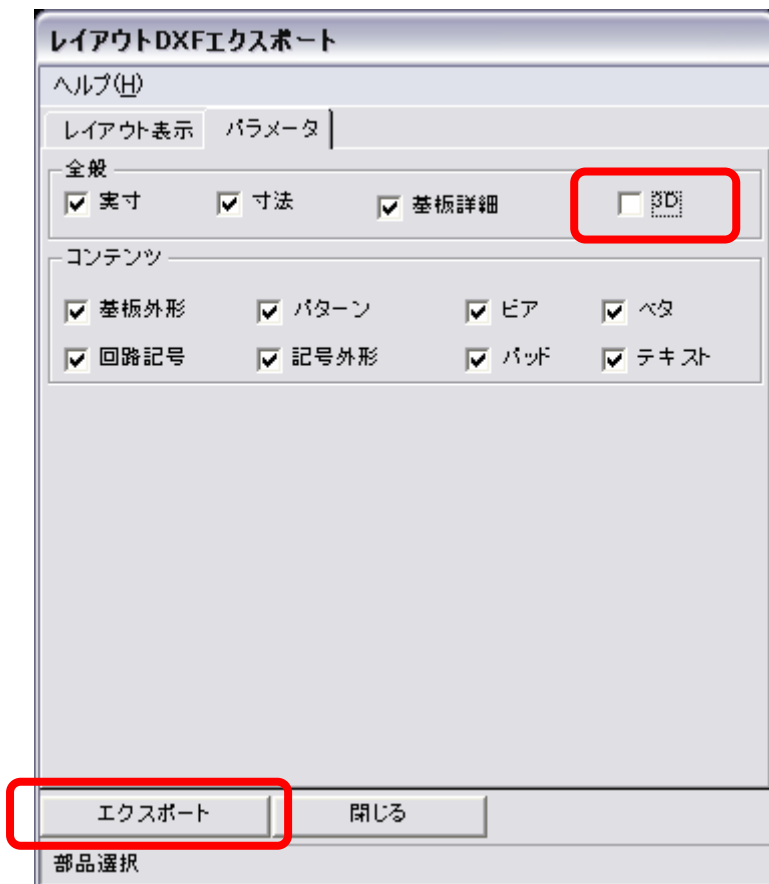 レイアウトDXFエクスポート
ヘルプ(H)
レイアウト表示 パラメータ
全般
実寸 寸法 基板詳細 3D
コンテンツ
基板外形 パターン ビア ベタ
回路記号 記号外形 パッド テキスト
エクスポート 閉じる
部品選択